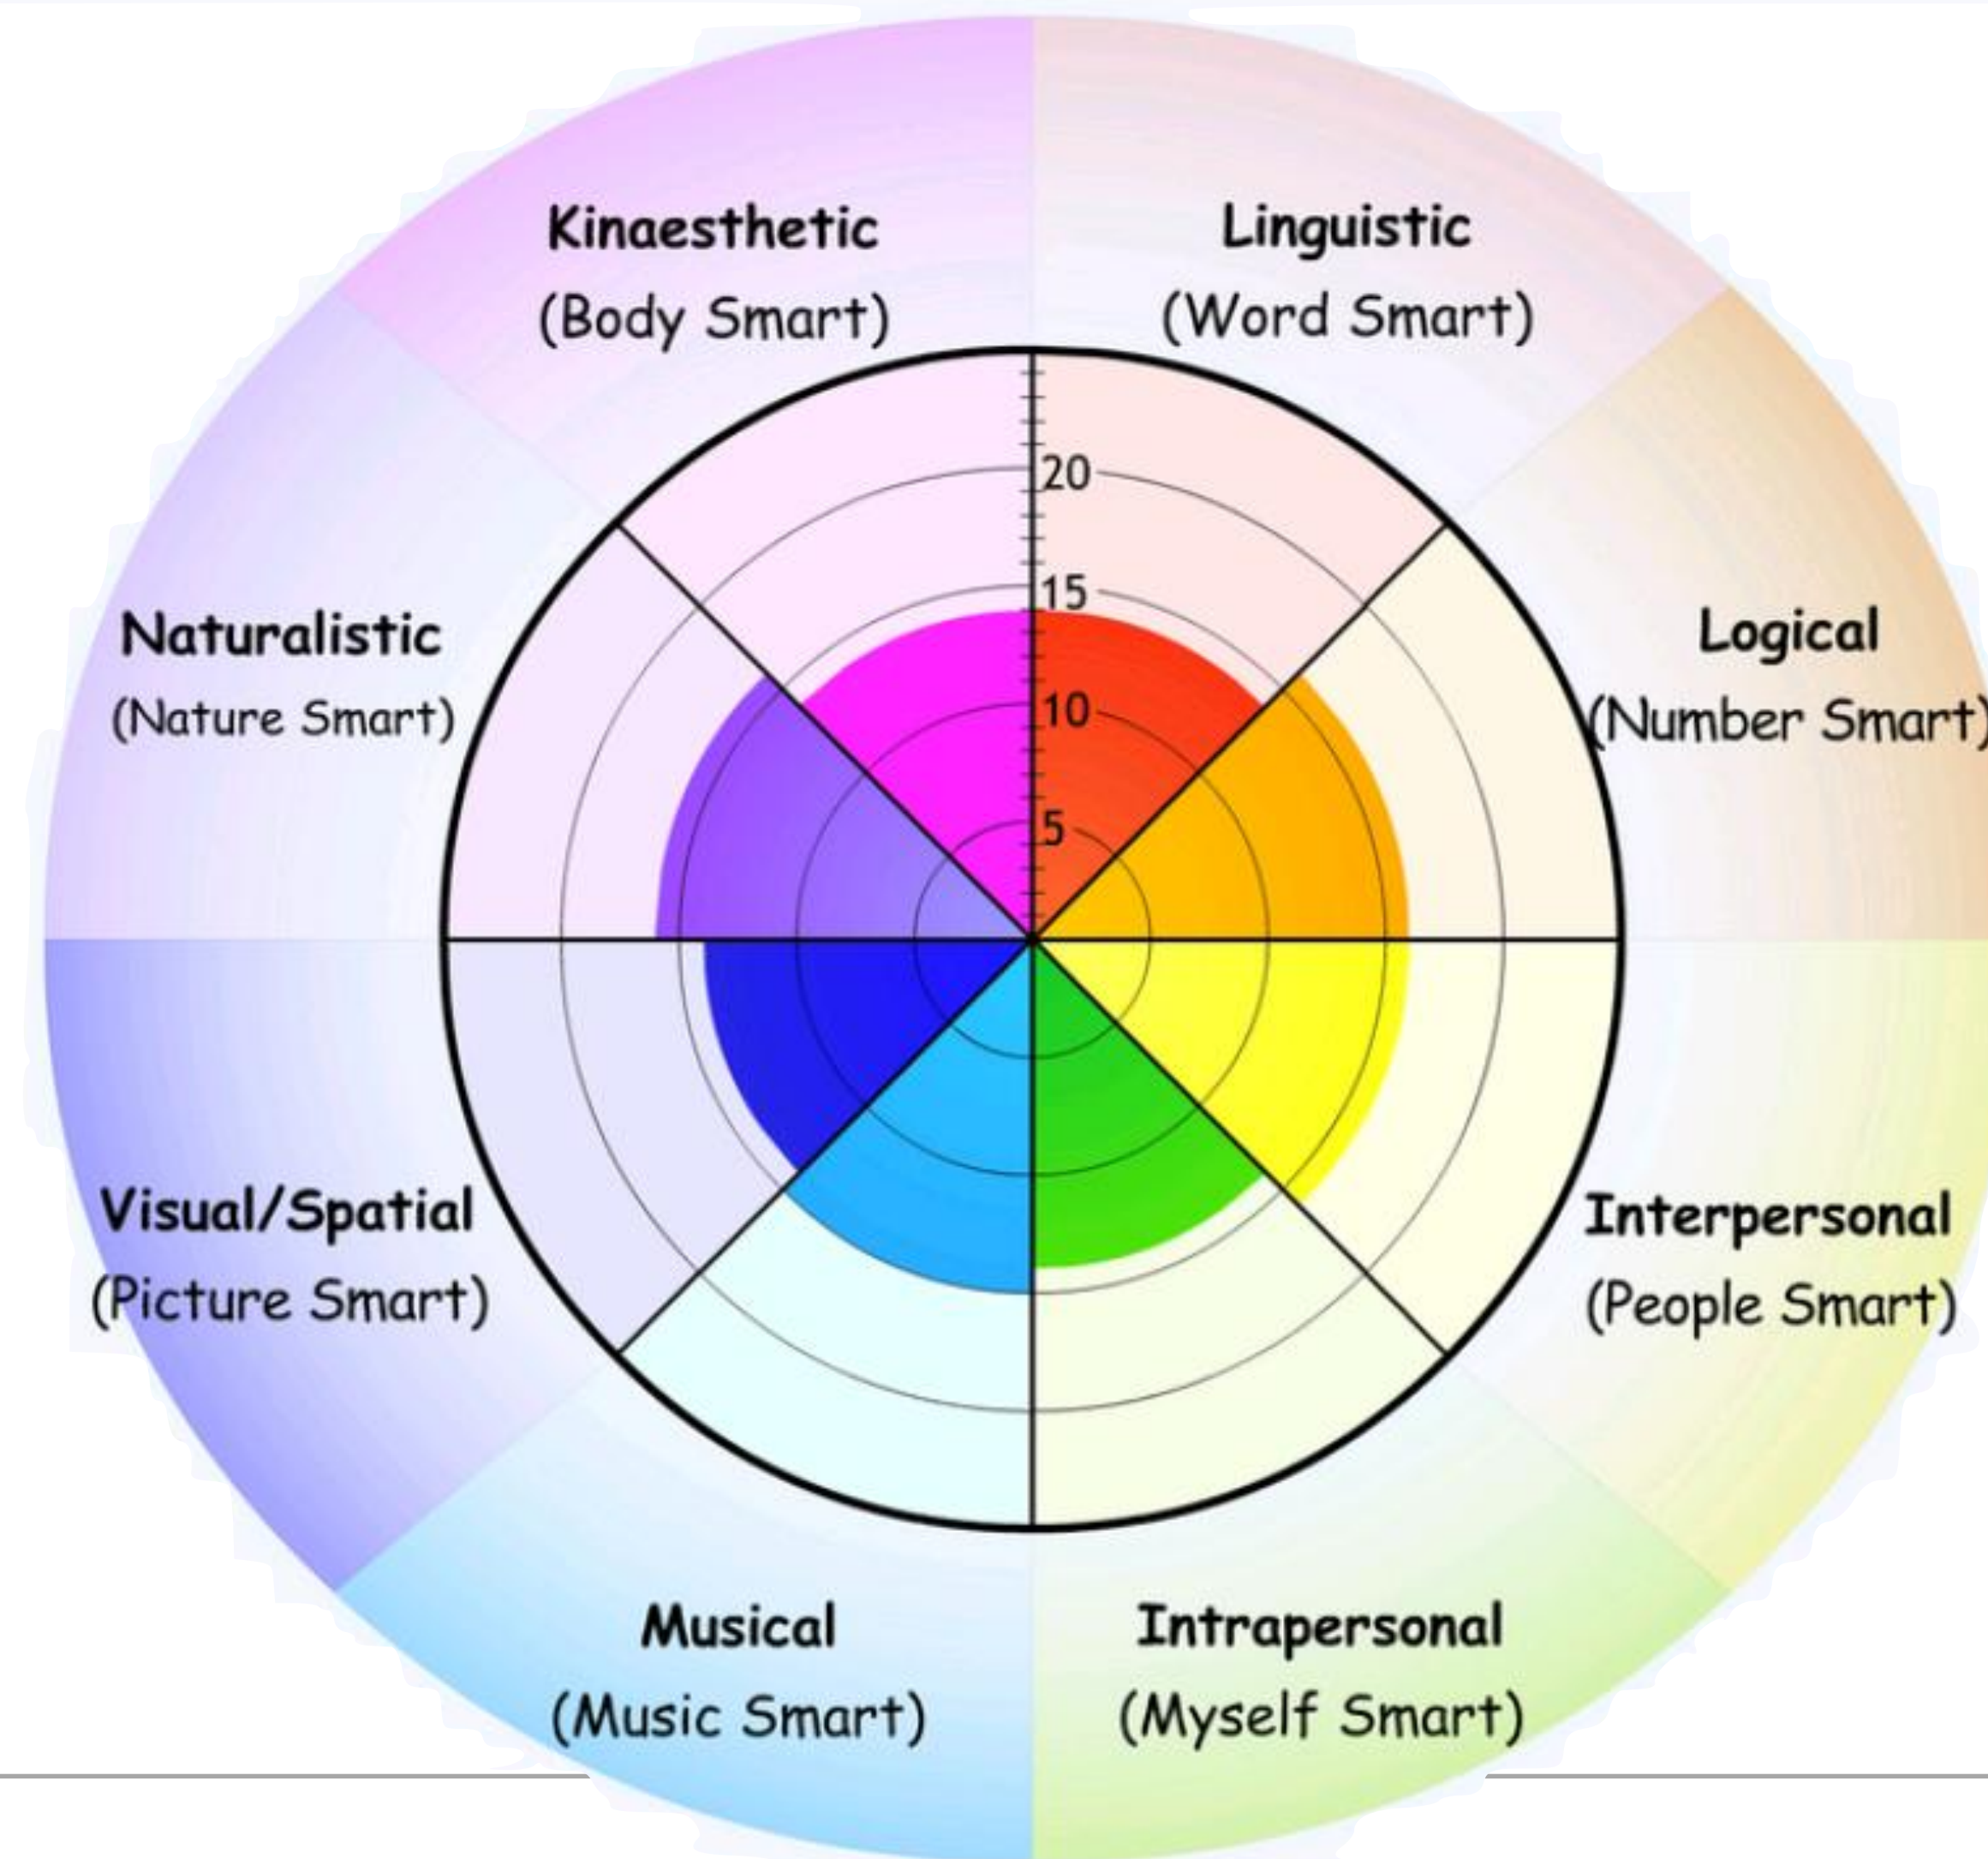 Kinaesthetic
(Body Smart)
Linguistic
(Word Smart)
Naturalistic
(Nature Smart)
Logical
(Number Smart)
20
15
10
5
Visual/Spatial
(Picture Smart)
Interpersonal
(People Smart)
Musical
(Music Smart)
Intrapersonal
(Myself Smart)